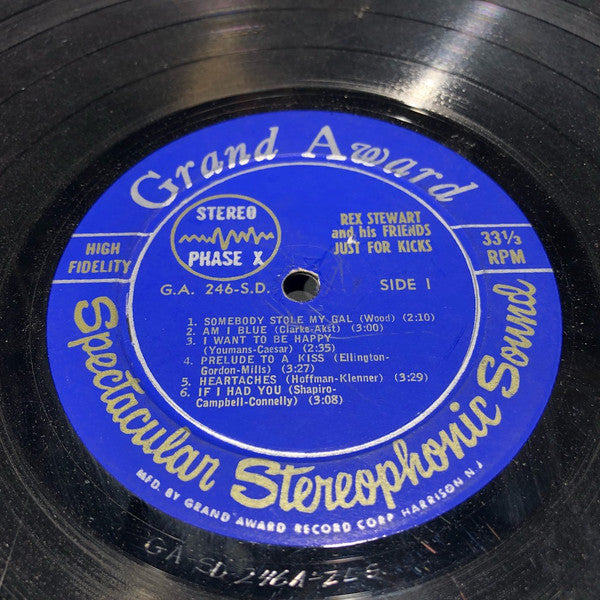 Grand Award
STEREO
PHASE X
REX STEWART
and his FRIENDS
JUST FOR KICKS
HIGH
FIDELITY
33⅓
RPM
G.A. 246-S.D.
SIDE 1
1. SOMEBODY STOLE MY GAL (Wood) (2:10)
2. AM I BLUE (Clarke-Akst) (3:00)
3. I WANT TO BE HAPPY
(Youmans-Caesar) (2:35)
4. PRELUDE TO A KISS (Ellington-
Gordon-Mills) (3:27)
5. HEARTACHES (Hoffman-Klenner) (3:29)
6. IF I HAD YOU (Shapiro-
Campbell-Connelly) (3:08)
Spectacular Stereophonic Sound
MFD. BY GRAND AWARD RECORD CORP HARRISON N J